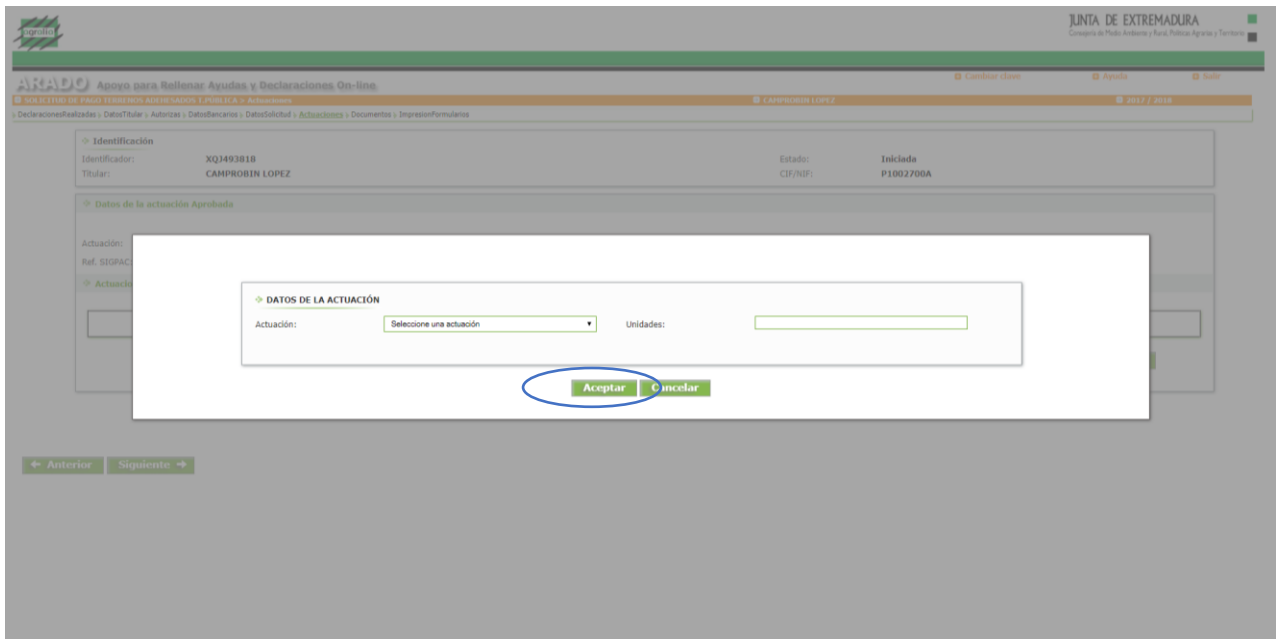 agralia
JUNTA DE EXTREMADURA
Consejería de Medio Ambiente y Rural, Políticas Agrarias y Territorio
Cambiar clave
Ayuda
Salir
ARADO Apoyo para Rellenar Ayudas y Declaraciones On-line
SOLICITUD DE PAGO TERRENOS ADEHESADOS T.PÚBLICA > Actuaciones
CAMPROBIN LOPEZ
2017 / 2018
DeclaracionesRealizadas DatosTitular Autorizas DatosBancarios DatosSolicitud Actuaciones Documentos ImpresionFormularios
Identificación
Identificador: XQJ493818 Estado: Iniciada
Titular: CAMPROBIN LOPEZ CIF/NIF: P1002700A
Datos de la actuación Aprobada
Actuación:
Ref. SIGPAC:
Actuacio
DATOS DE LA ACTUACIÓN
Actuación: Seleccione una actuación Unidades:
Aceptar Cancelar
← Anterior Siguiente →